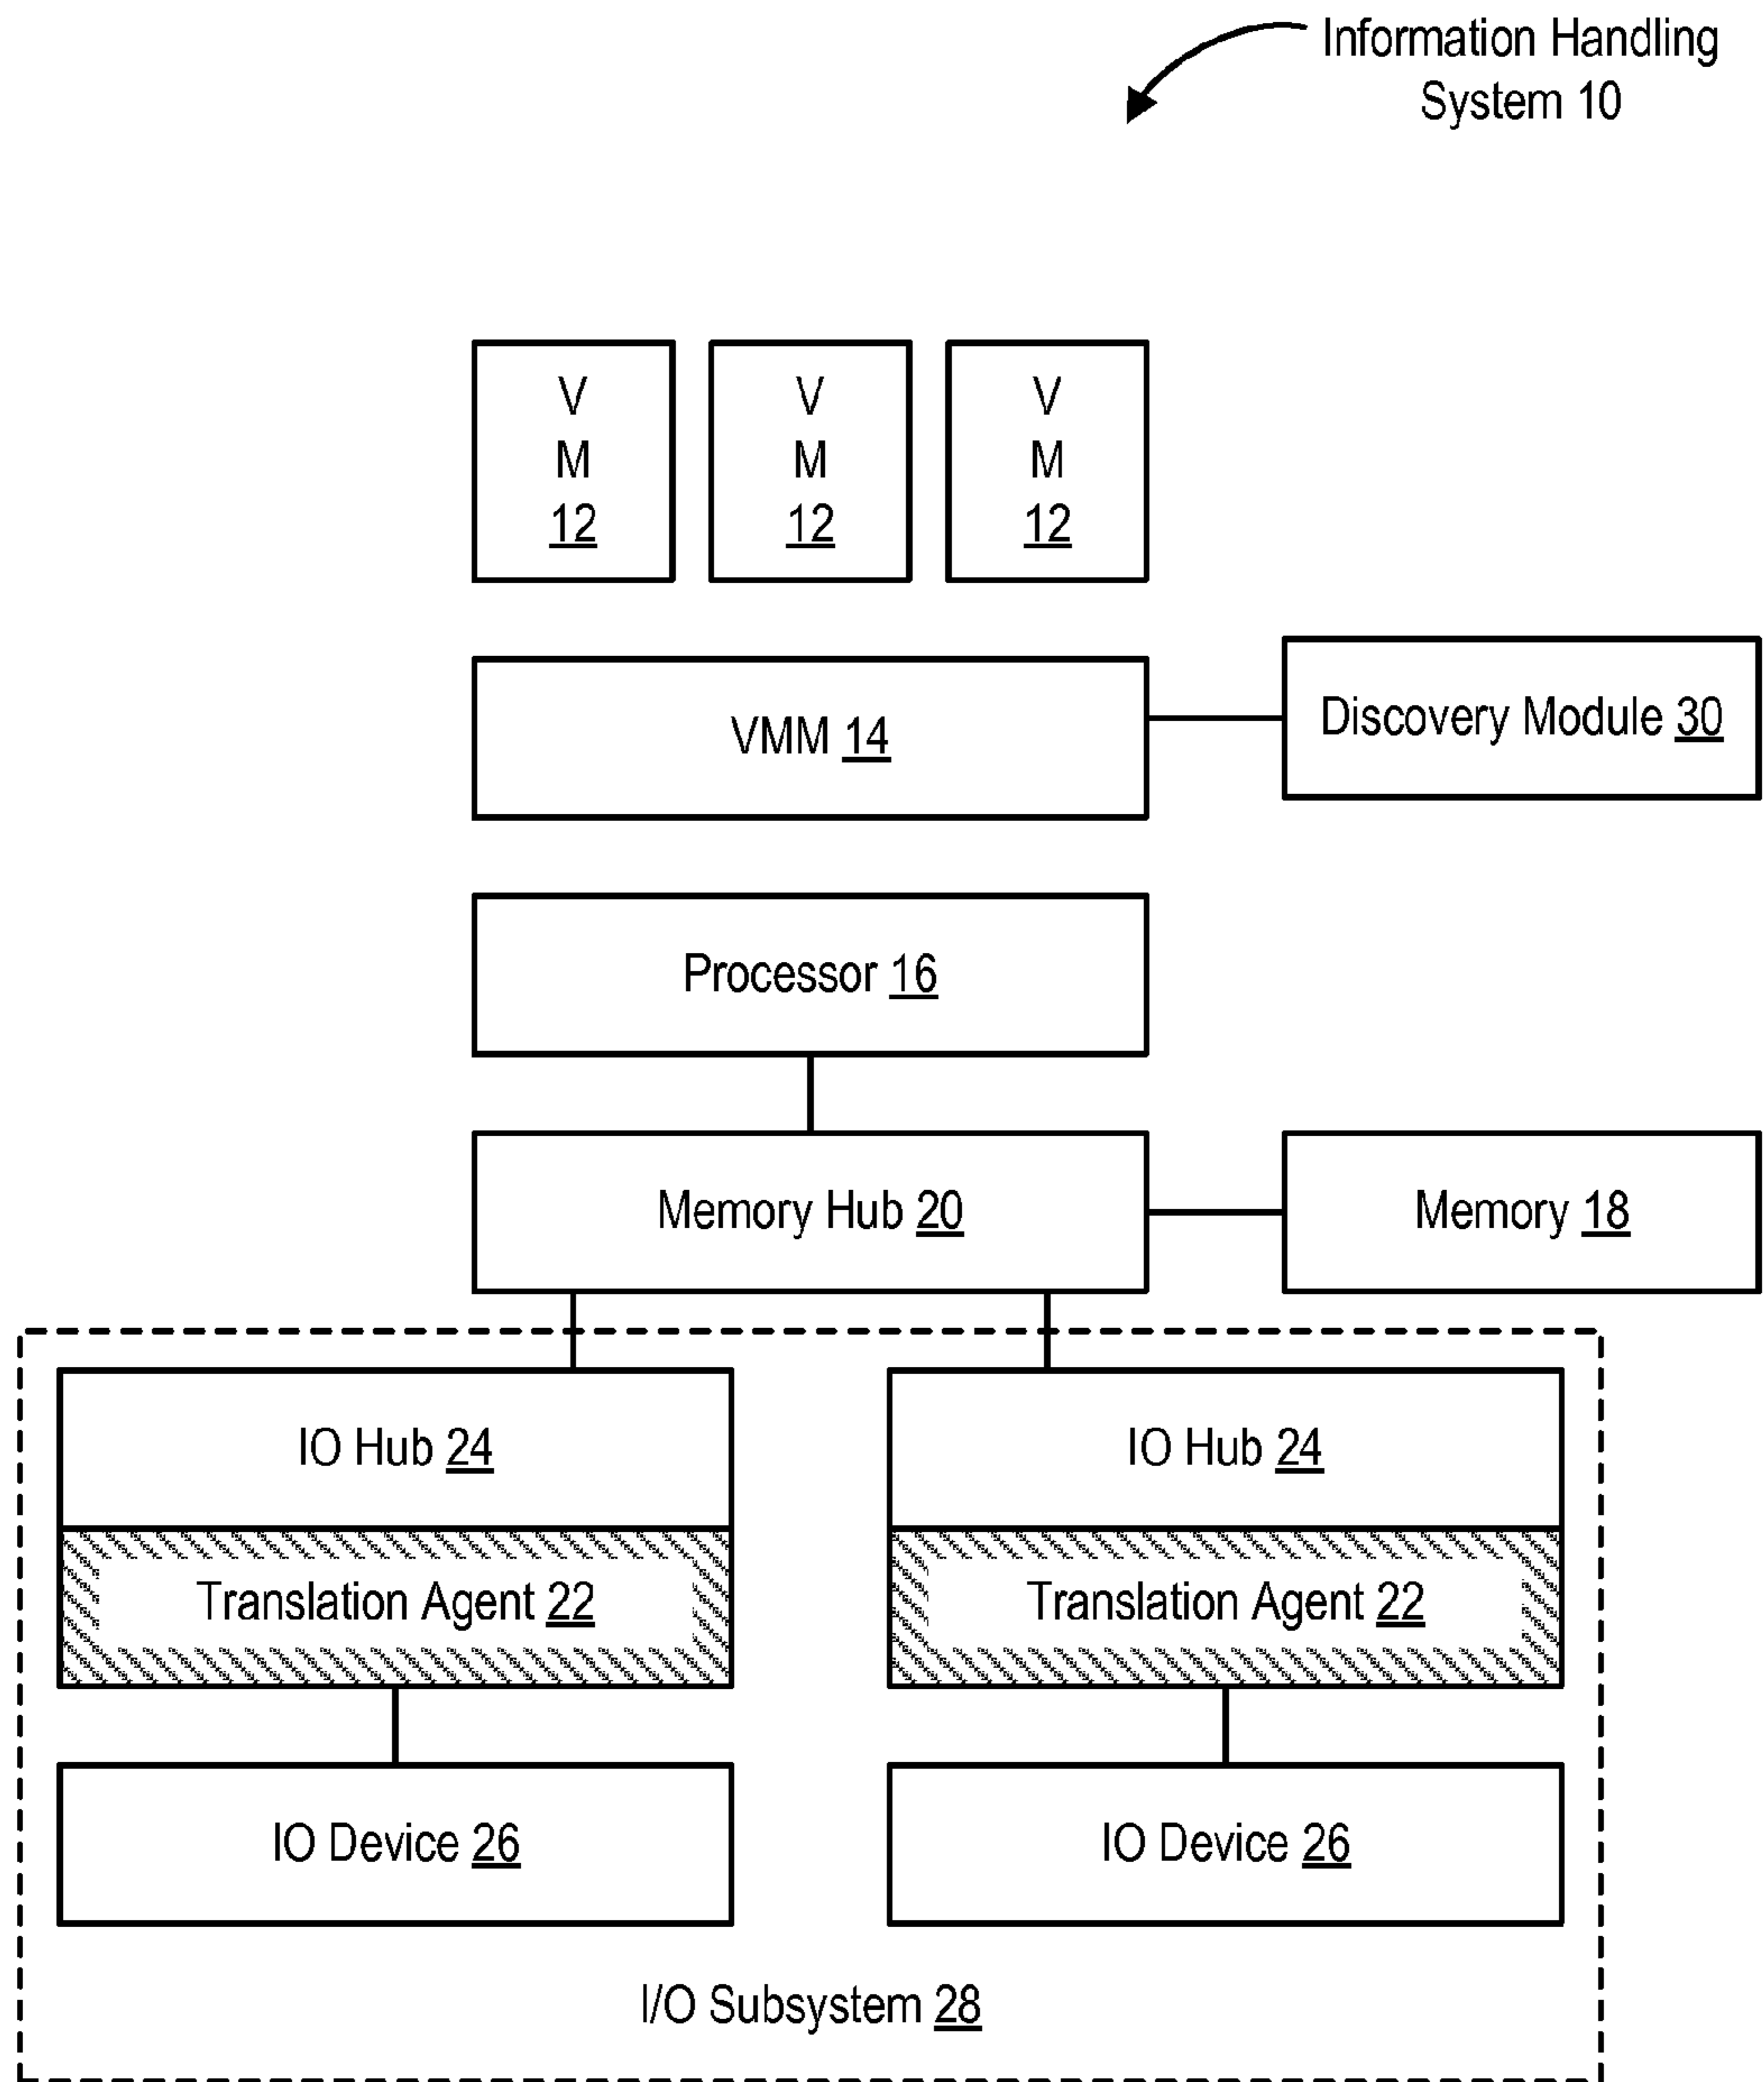 Information Handling
System 10
V
M
12
V
M
12
V
M
12
VMM 14
Discovery Module 30
Processor 16
Memory Hub 20
Memory 18
IO Hub 24
IO Hub 24
Translation Agent 22
Translation Agent 22
IO Device 26
IO Device 26
I/O Subsystem 28